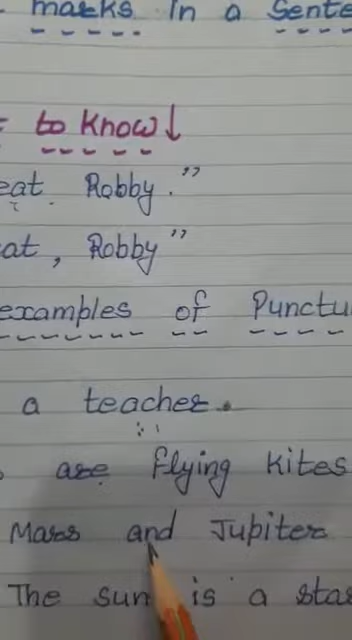 marks in a Sente
to know↓
eat Robby."
at, Robby"
examples of Punctu
a teacher.
are flying kites
Mars and Jupiter
The sun is a sta